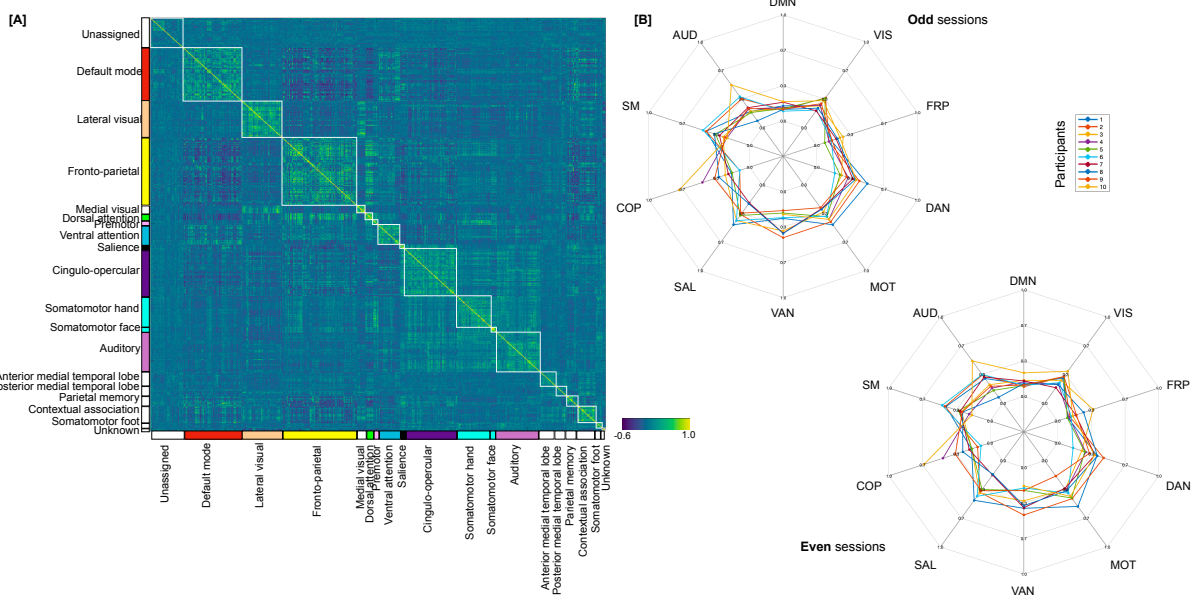 [A]
Unassigned
Default mode
Lateral visual
Fronto-parietal
Medial visual
Dorsal attention
Premotor
Ventral attention
Salience
Cingulo-opercular
Somatomotor hand
Somatomotor face
Auditory
Anterior medial temporal lobe
osterior medial temporal lobe
Parietal memory
Contextual association
Somatomotor foot
Unknown
Unassigned
Default mode
Lateral visual
Fronto-parietal
Medial visual
Dorsal attention
Premotor
Ventral attention
Salience
Cingulo-opercular
Somatomotor hand
Somatomotor face
Auditory
Anterior medial temporal lobe
Posterior medial temporal lobe
Parietal memory
Contextual association
Somatomotor foot
Unknown
-0.6 1.0
[B]
Odd sessions
DMN
VIS
FRP
DAN
MOT
VAN
SAL
COP
SM
AUD
Participants
1
2
3
4
5
6
7
8
9
10
Even sessions
DMN
VIS
FRP
DAN
MOT
VAN
SAL
COP
SM
AUD